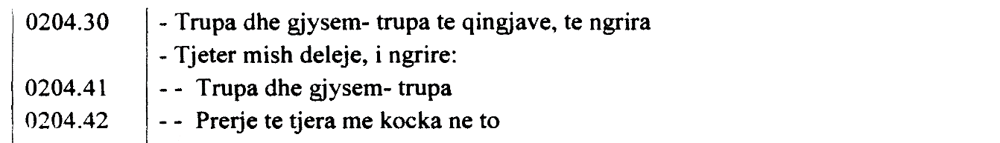 0204.30 - Trupa dhe gjysem- trupa te qingjave, te ngrira
- Tjeter mish deleje, i ngrire:
0204.41 - - Trupa dhe gjysem- trupa
0204.42 - - Prerje te tjera me kocka ne to